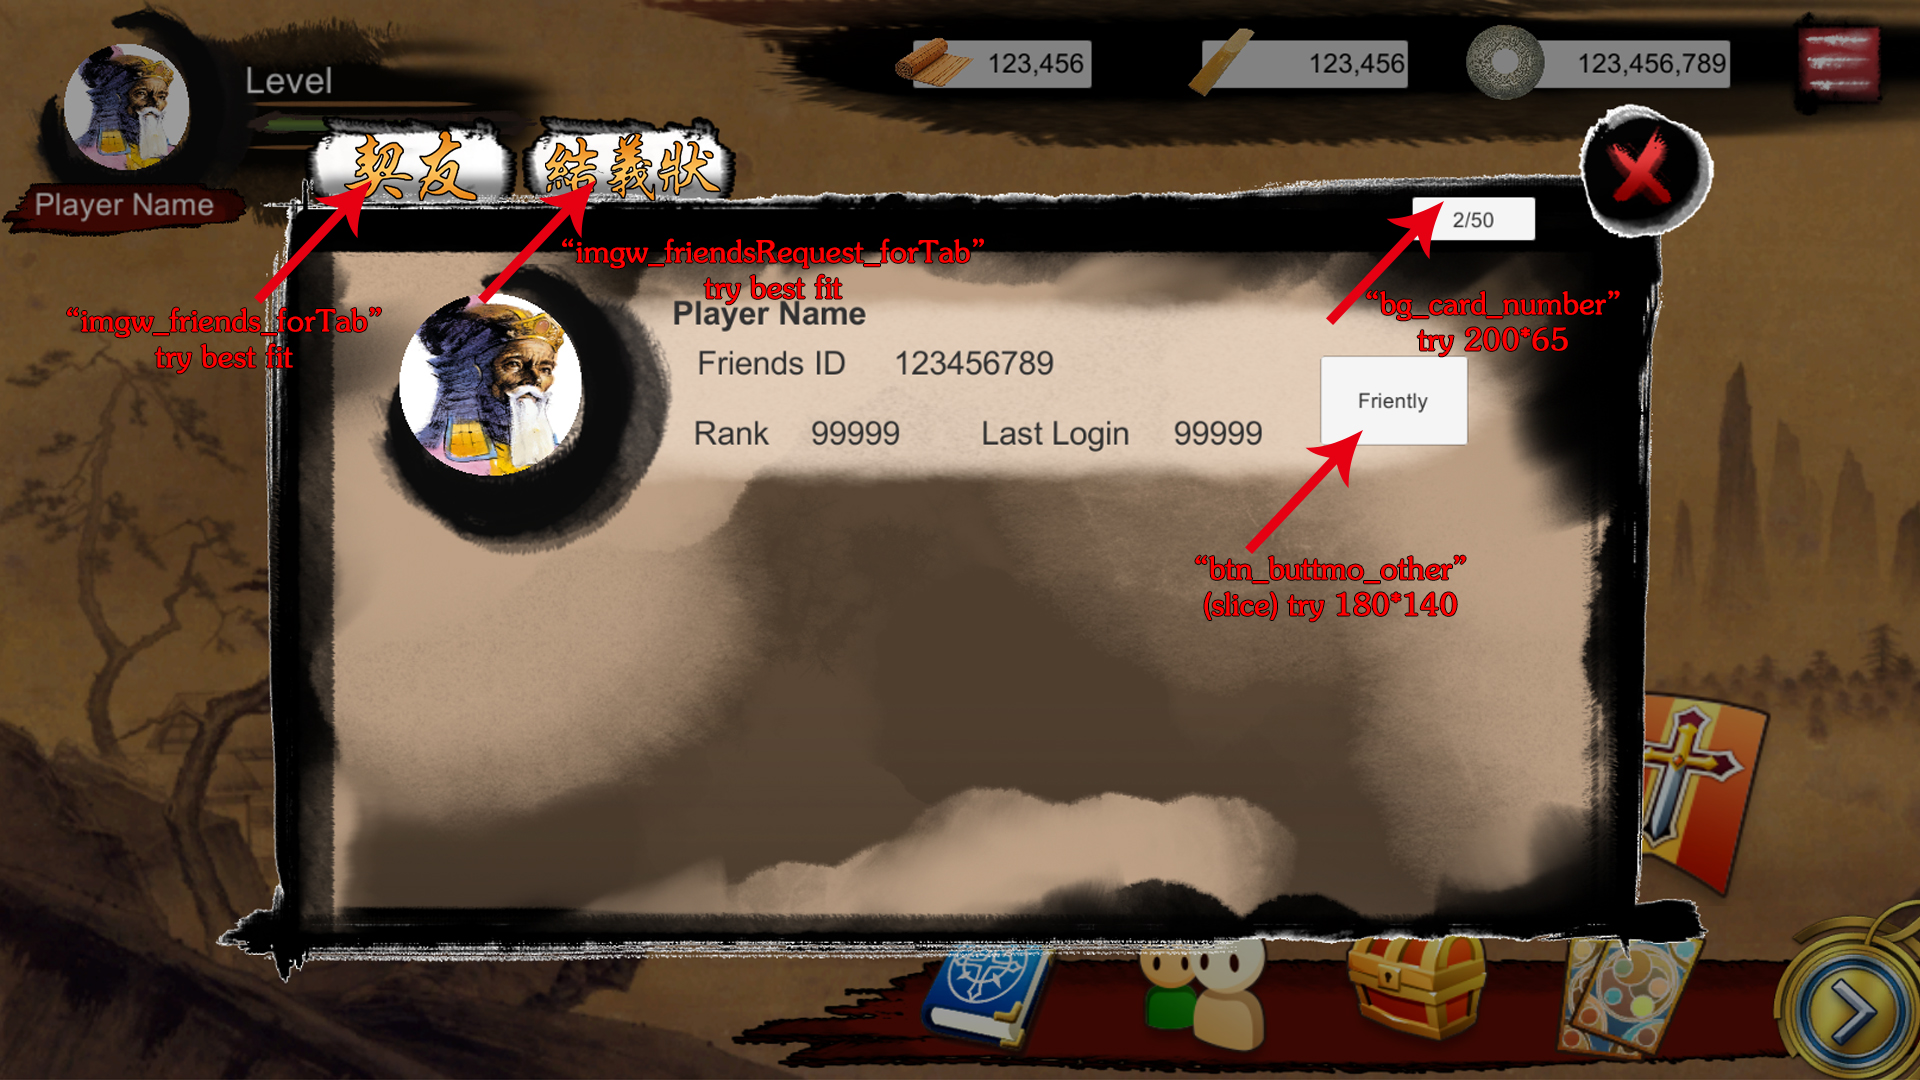 Level
123,456
123,456
123,456,789
契友
結義狀
Player Name
2/50
“imgw_friendsRequest_forTab”
try best fit
“imgw_friends_forTab”
try best fit
“bg_card_number”
try 200*65
Player Name
Friends ID 123456789
Friently
Rank 99999 Last Login 99999
“btn_buttmo_other”
(slice) try 180*140